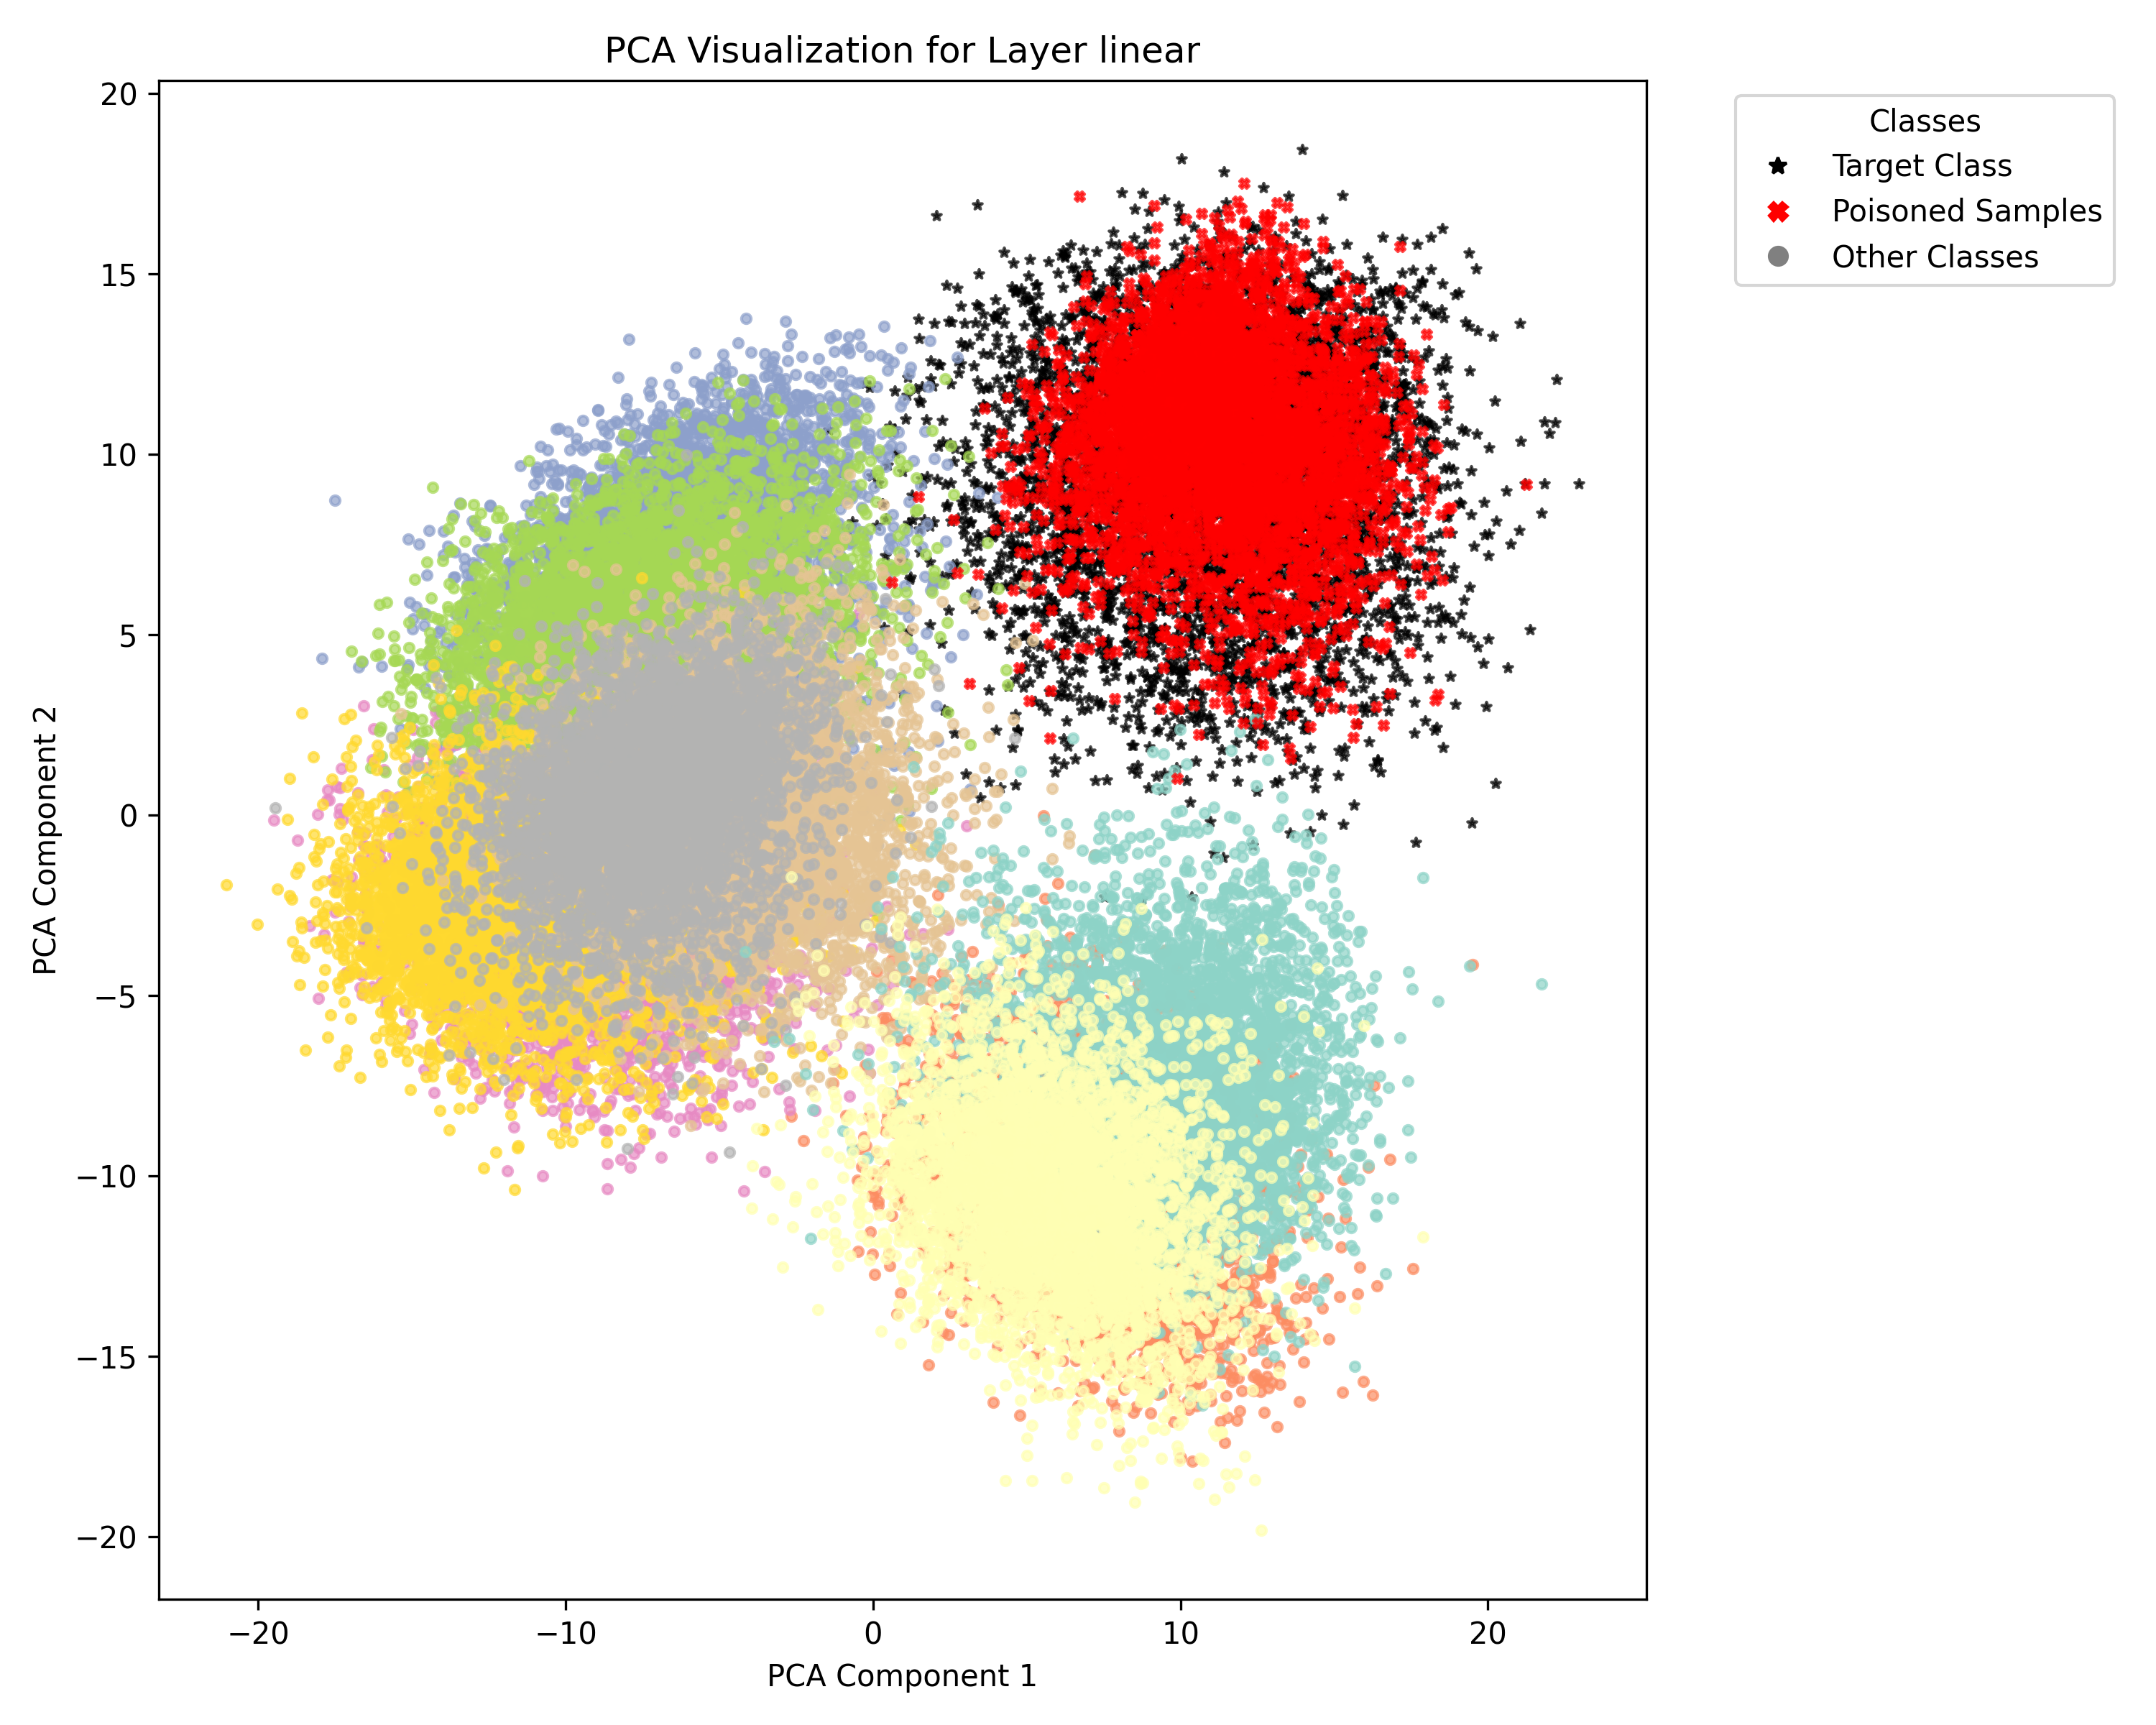 PCA Visualization for Layer linear
Classes
Target Class
Poisoned Samples
Other Classes
20
15
10
5
0
−5
−10
−15
−20
PCA Component 2
−20
−10
0
10
20
PCA Component 1